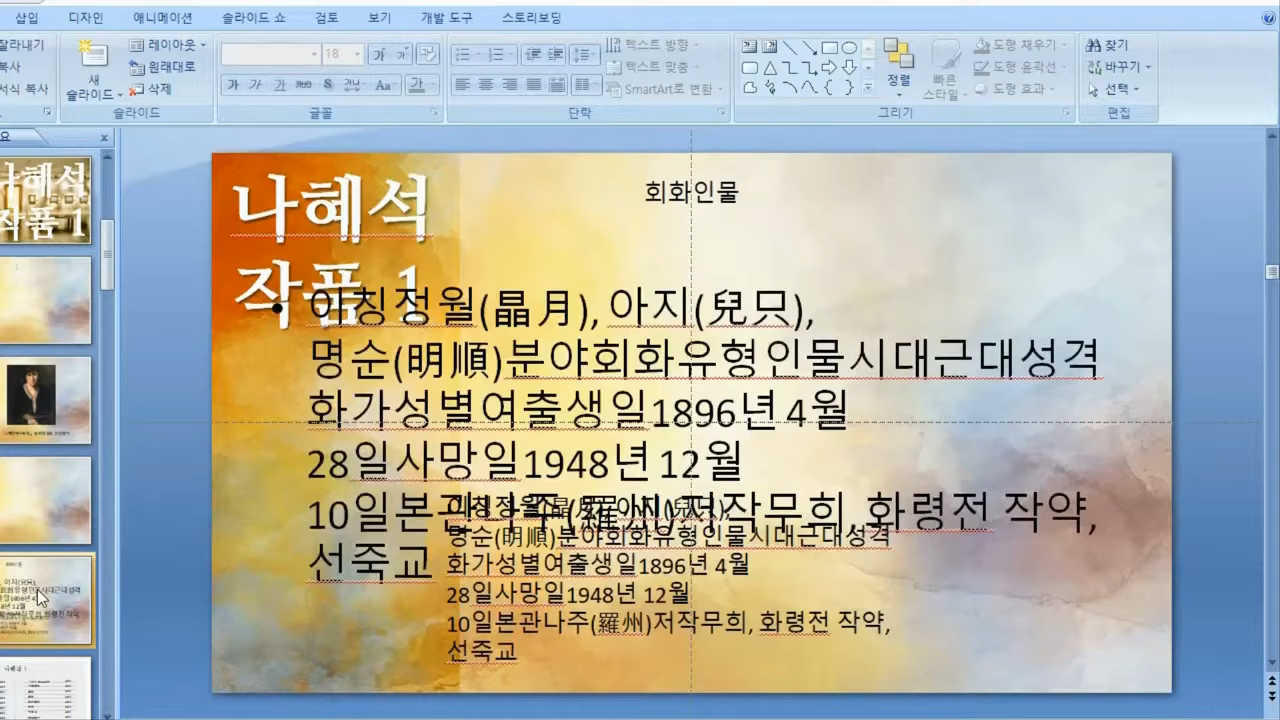 삽입 디자인 애니메이션 슬라이드 쇼 검토 보기 개발 도구 스토리보딩
잘라내기 레이아웃 18 텍스트 방향 도형 채우기 찾기
복사 새 원래대로 가 텍스트 맞춤 정렬 빠른 도형 윤곽선 바꾸기
서식 복사 슬라이드 삭제 Aa SmartArt로 변환 스타일 도형 효과 선택
슬라이드 글꼴 단락 그리기 편집
나혜석
작품 1
회화인물
이칭정월(晶月), 아지(兒只),
명순(明順)분야회화유형인물시대근대성격
화가성별여출생일1896년 4월
28일사망일1948년 12월
10일본관나주(羅州)저작무희, 화령전 작약,
선죽교
이칭정월(晶月), 아지(兒只),
명순(明順)분야회화유형인물시대근대성격
화가성별여출생일1896년 4월
28일사망일1948년 12월
10일본관나주(羅州)저작무희, 화령전 작약,
선죽교
나혜석
작품 1